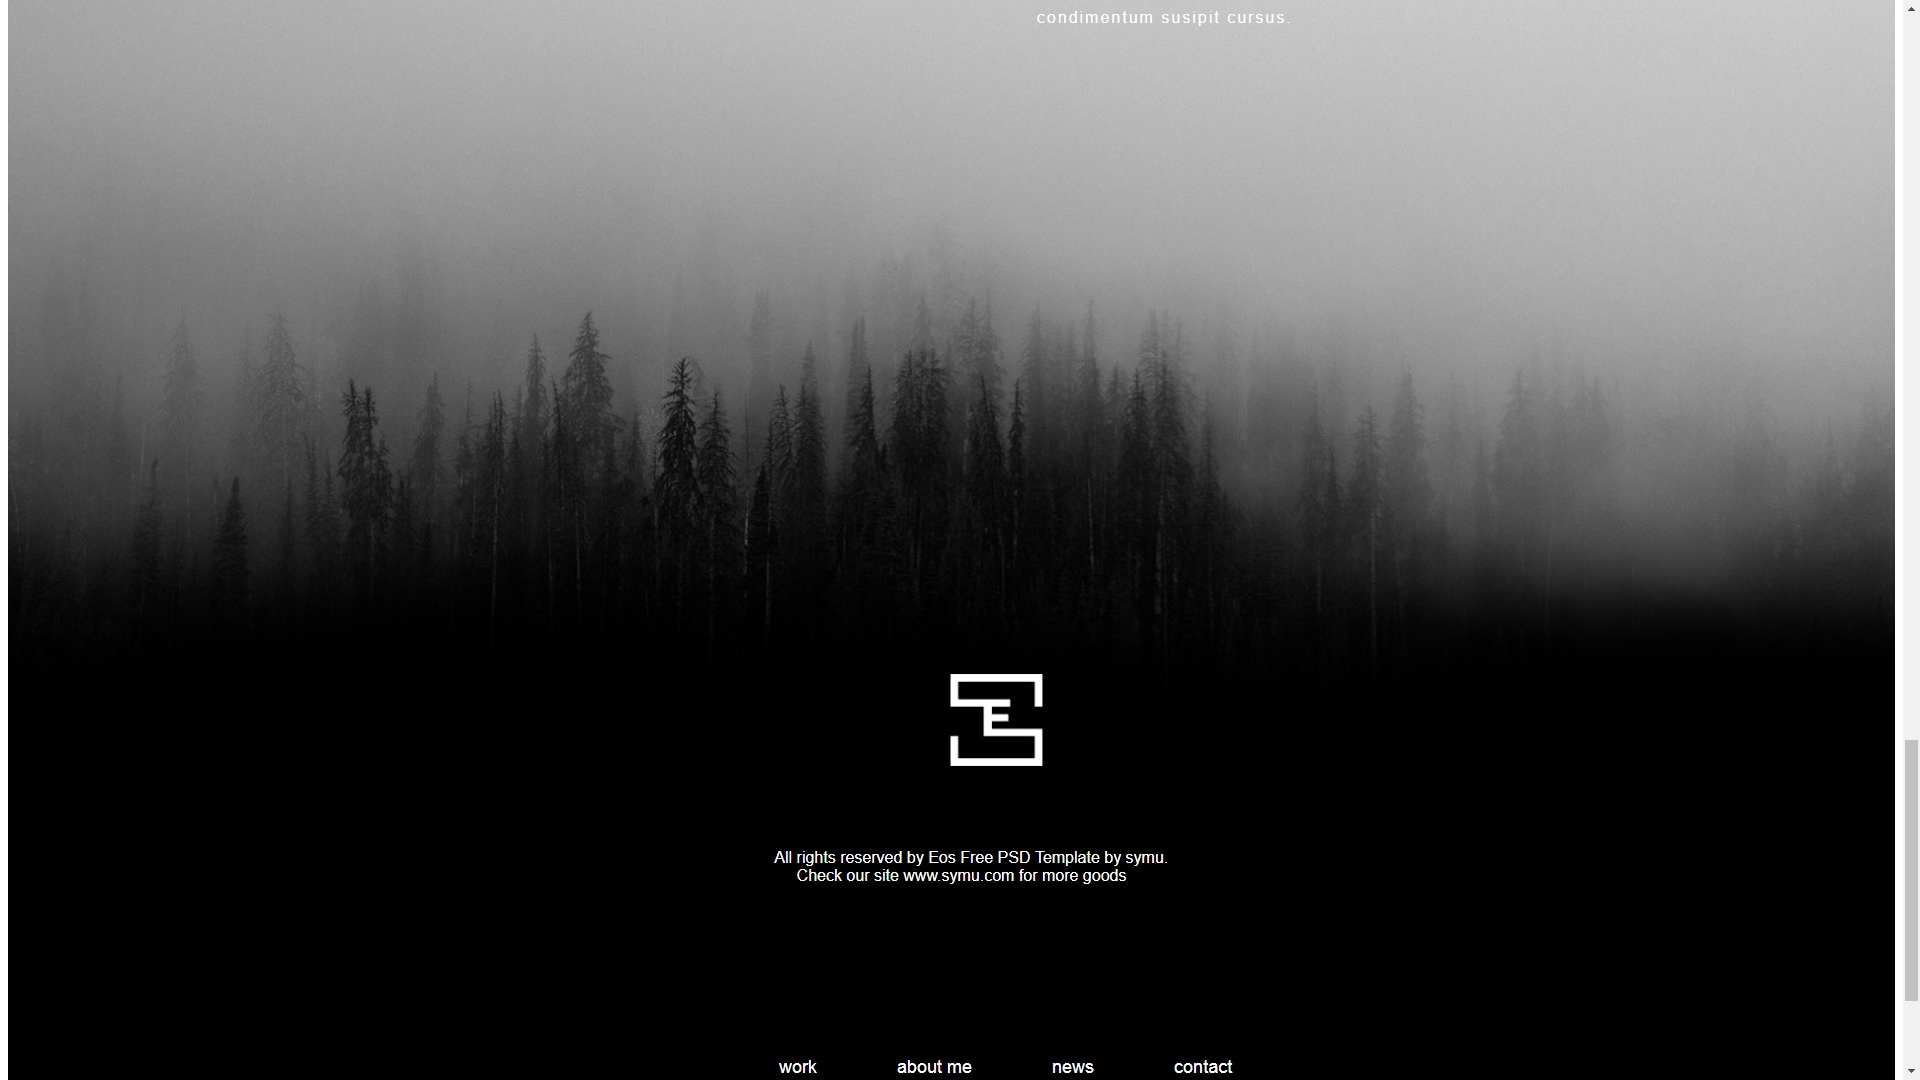 condimentum susipit cursus.
All rights reserved by Eos Free PSD Template by symu.
Check our site www.symu.com for more goods
work about me news contact